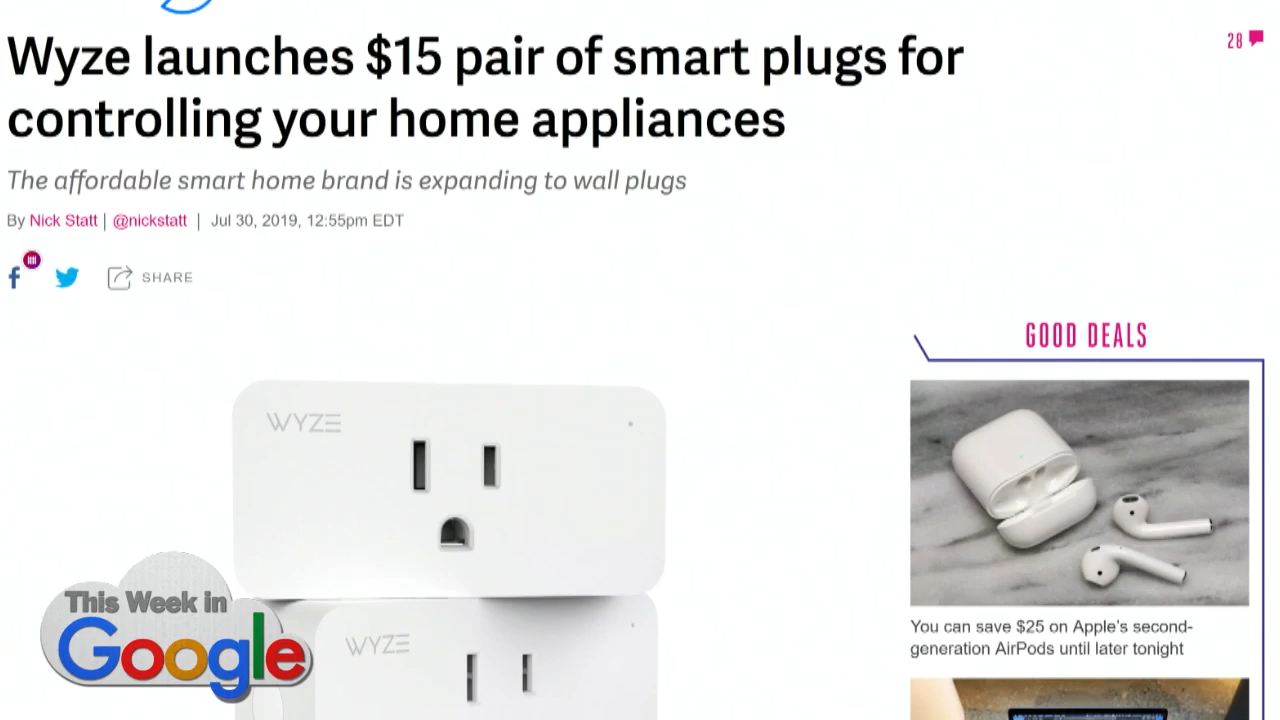 Wyze launches $15 pair of smart plugs for
controlling your home appliances
28
The affordable smart home brand is expanding to wall plugs
By Nick Statt | @nickstatt | Jul 30, 2019, 12:55pm EDT
f
SHARE
GOOD DEALS
WYZE
You can save $25 on Apple's second-
generation AirPods until later tonight
WYZE
This Week in
Google